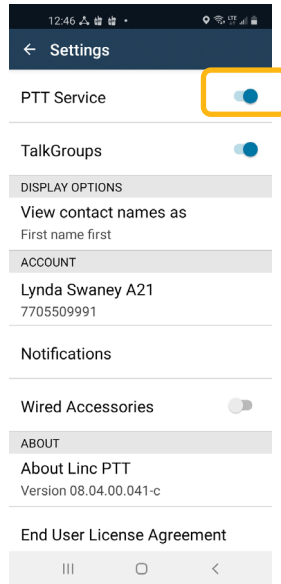 12:46
LTE
Settings
PTT Service
TalkGroups
DISPLAY OPTIONS
View contact names as
First name first
ACCOUNT
Lynda Swaney A21
7705509991
Notifications
Wired Accessories
ABOUT
About Linc PTT
Version 08.04.00.041-c
End User License Agreement